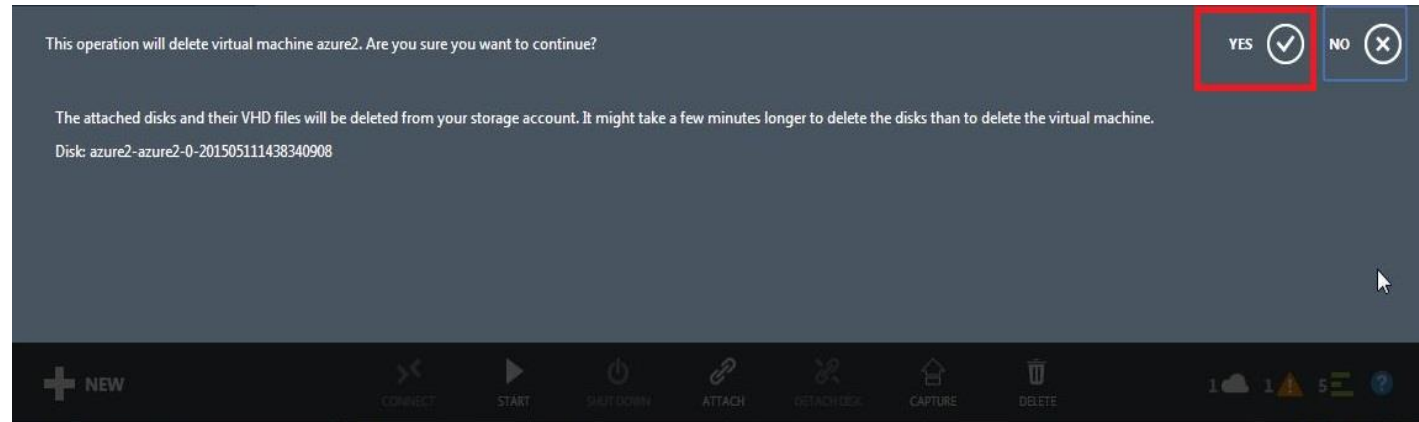 This operation will delete virtual machine azure2. Are you sure you want to continue?
YES
NO
The attached disks and their VHD files will be deleted from your storage account. It might take a few minutes longer to delete the disks than to delete the virtual machine.
Disk: azure2-azure2-0-201505111438340908
NEW
CONNECT
START
SHUT DOWN
ATTACH
DETACH DISK
CAPTURE
DELETE
1
1
5
?